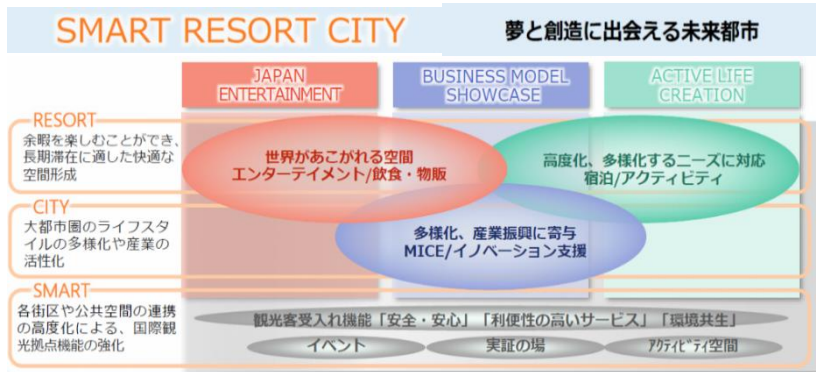 SMART RESORT CITY
夢と創造に出会える未来都市
JAPAN
ENTERTAINMENT
BUSINESS MODEL
SHOWCASE
ACTIVE LIFE
CREATION
RESORT
余暇を楽しむことができ、
長期滞在に適した快適な
空間形成
世界があこがれる空間
エンターテイメント/飲食・物販
高度化、多様化するニーズに対応
宿泊/アクティビティ
CITY
大都市圏のライフスタ
イルの多様化や産業の
活性化
多様化、産業振興に寄与
MICE/イノベーション支援
SMART
各街区や公共空間の連携
の高度化による、国際観
光拠点機能の強化
観光客受入れ機能「安全・安心」「利便性の高いサービス」「環境共生」
イベント
実証の場
ｱｸﾃｨﾋﾞﾃｨ空間